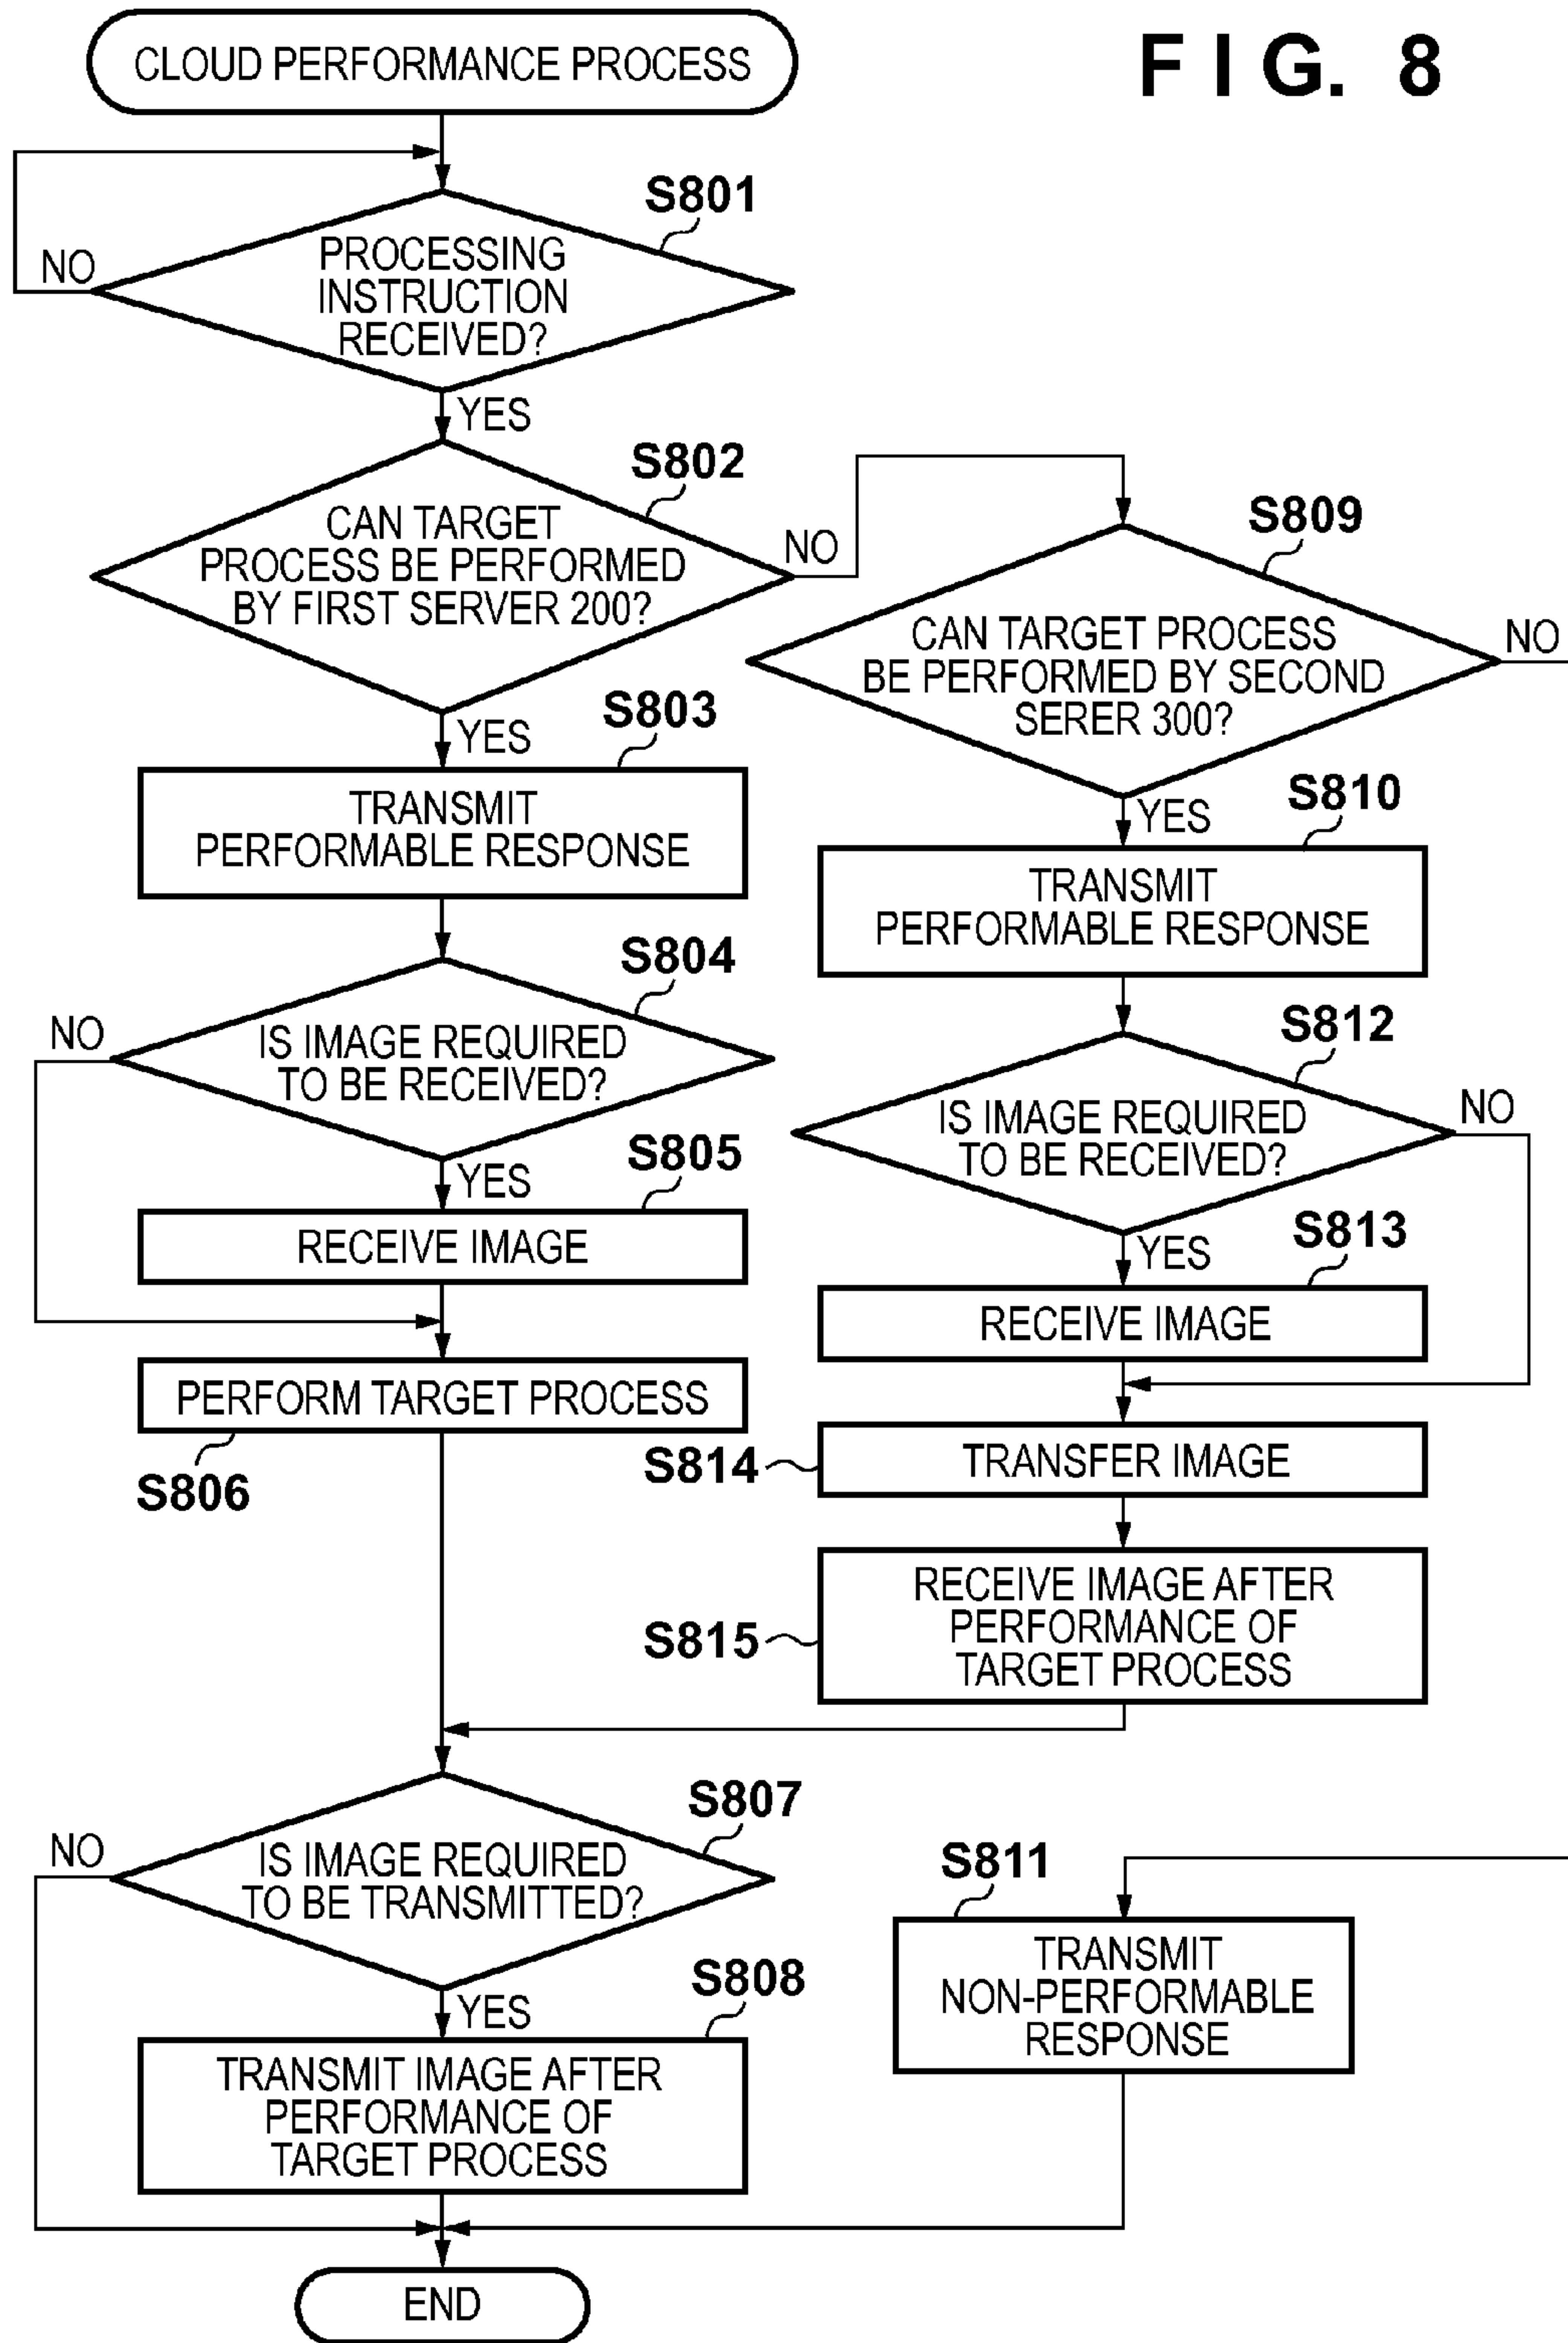 FIG. 8
CLOUD PERFORMANCE PROCESS
S801
PROCESSING
INSTRUCTION
RECEIVED?
NO
YES
S802
CAN TARGET
PROCESS BE PERFORMED
BY FIRST SERVER 200?
NO
YES
S803
TRANSMIT
PERFORMABLE RESPONSE
S804
IS IMAGE REQUIRED
TO BE RECEIVED?
NO
YES
S805
RECEIVE IMAGE
PERFORM TARGET PROCESS
S806
S809
CAN TARGET PROCESS
BE PERFORMED BY SECOND
SERER 300?
NO
YES
S810
TRANSMIT
PERFORMABLE RESPONSE
S812
IS IMAGE REQUIRED
TO BE RECEIVED?
NO
YES
S813
RECEIVE IMAGE
S814
TRANSFER IMAGE
S815
RECEIVE IMAGE AFTER
PERFORMANCE OF
TARGET PROCESS
S807
IS IMAGE REQUIRED
TO BE TRANSMITTED?
NO
YES
S808
TRANSMIT IMAGE AFTER
PERFORMANCE OF
TARGET PROCESS
S811
TRANSMIT
NON-PERFORMABLE
RESPONSE
END